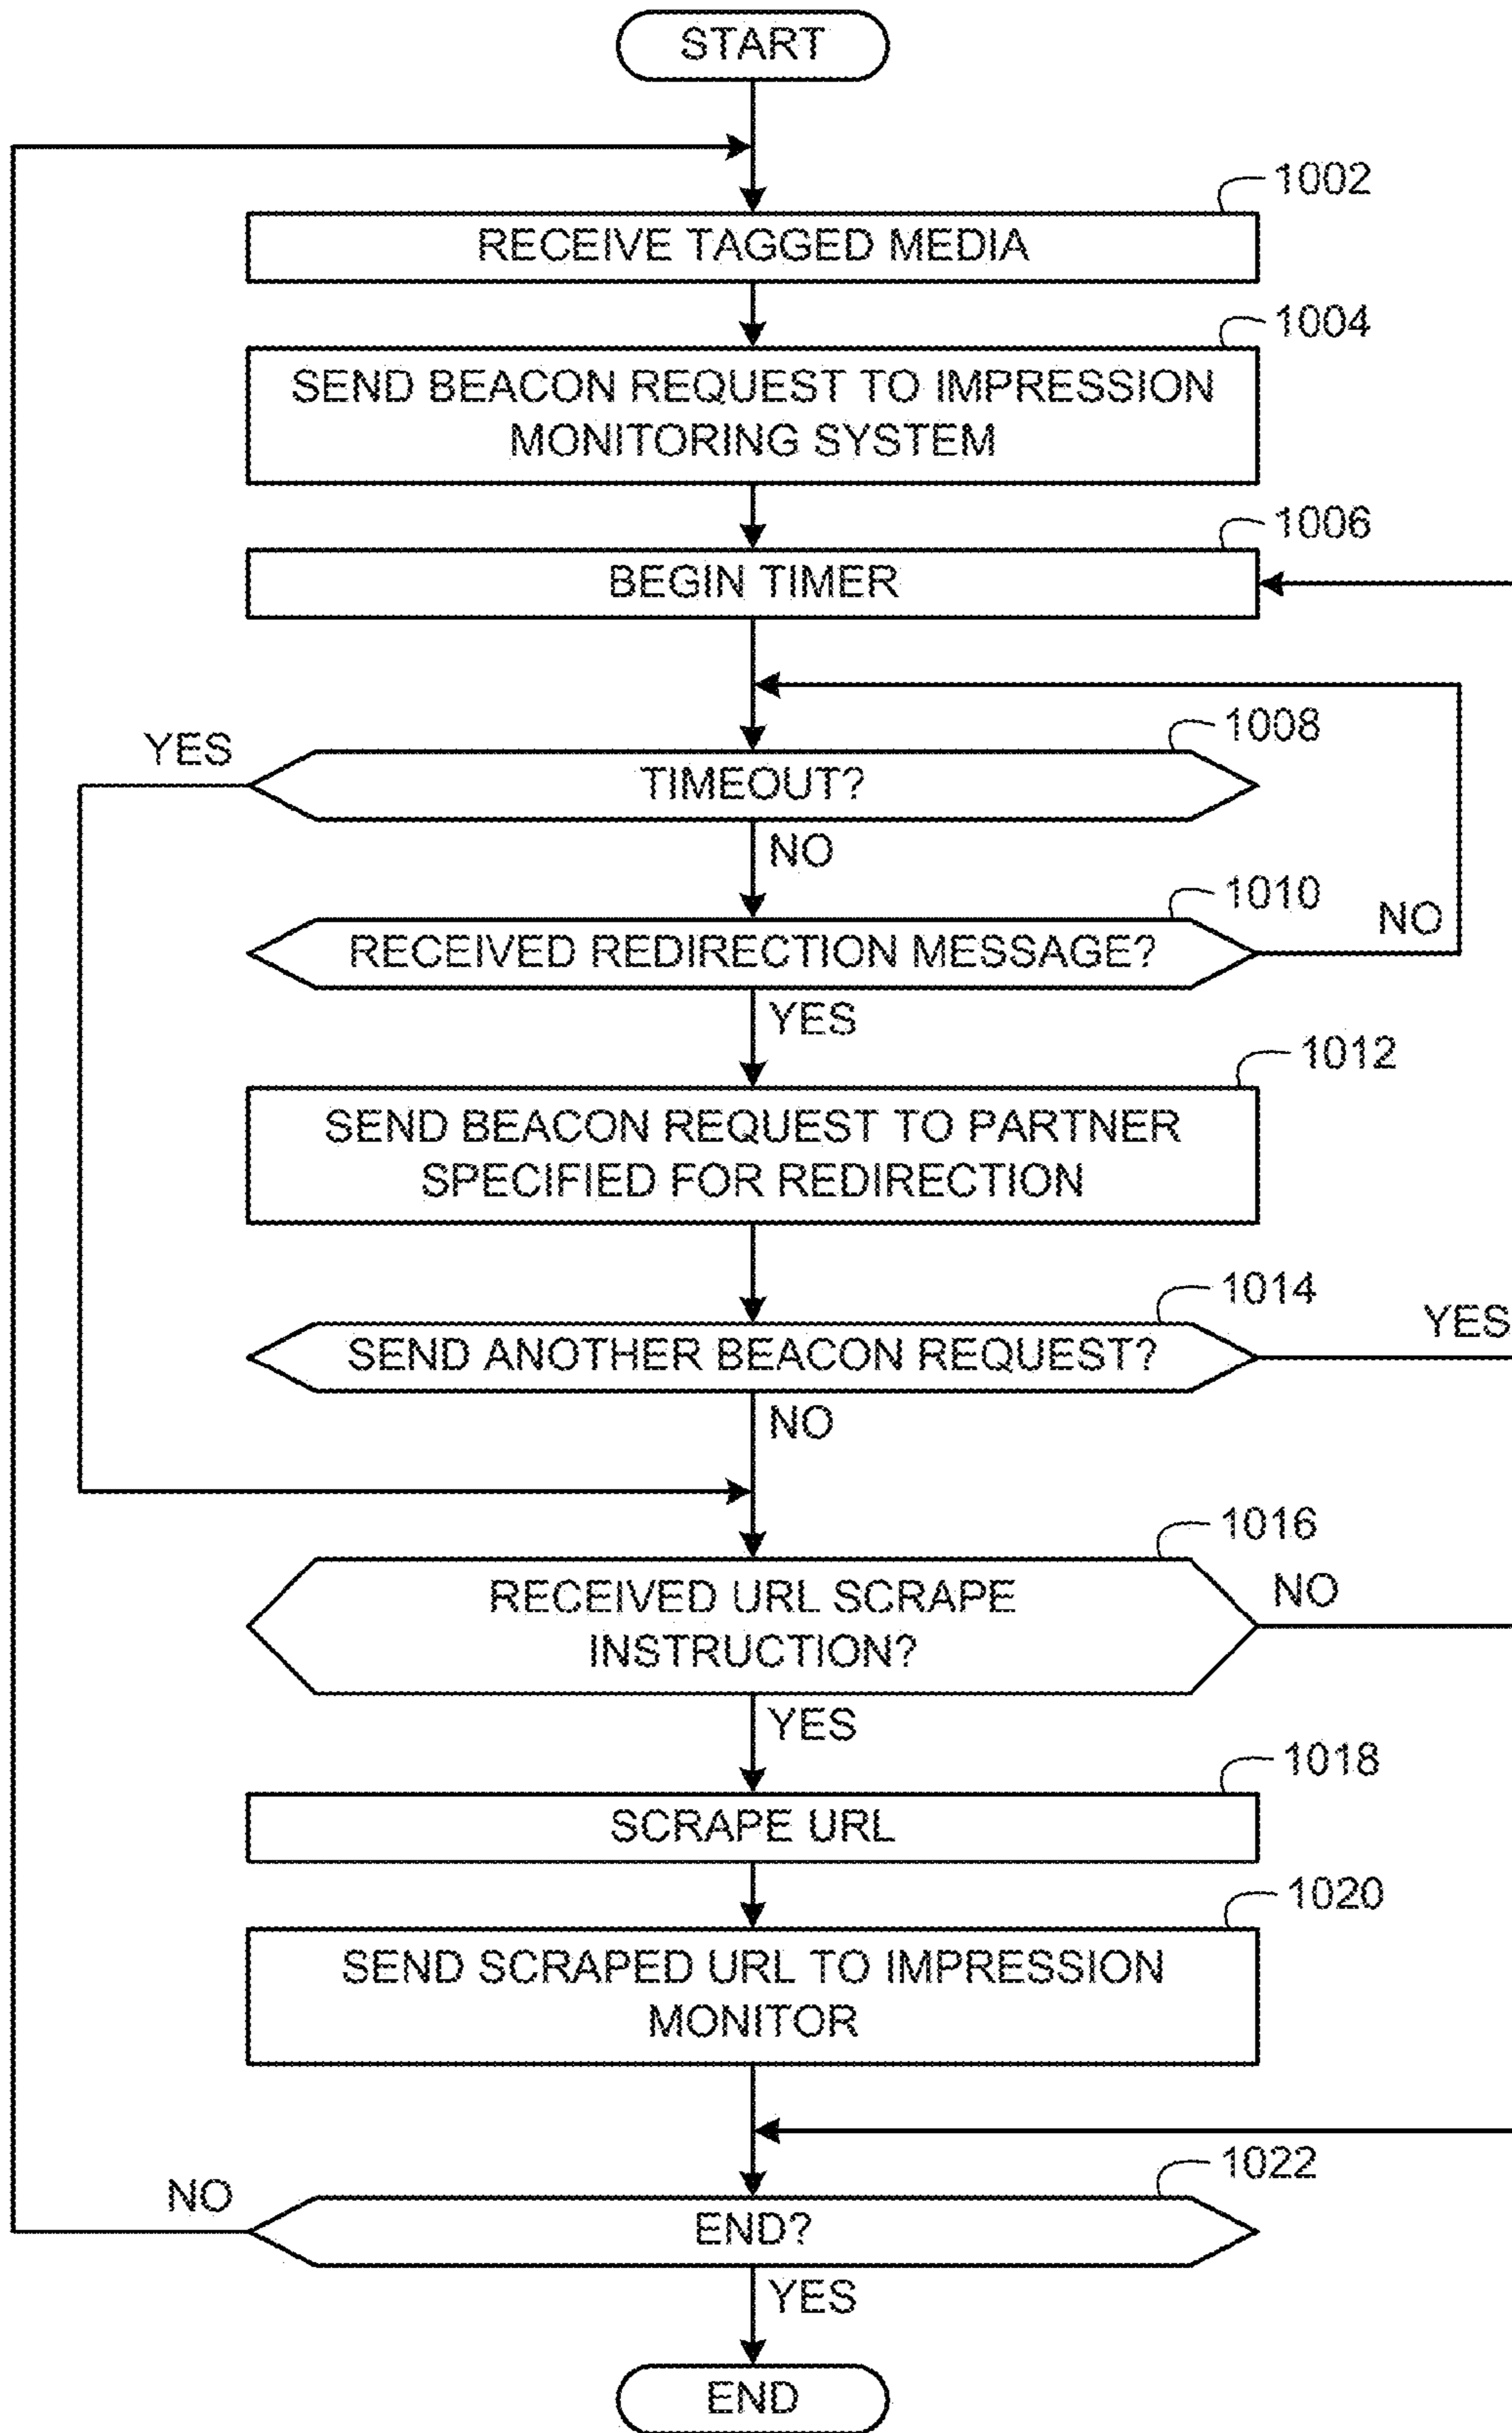 START
1002
RECEIVE TAGGED MEDIA
1004
SEND BEACON REQUEST TO IMPRESSION
MONITORING SYSTEM
1006
BEGIN TIMER
1008
YES
TIMEOUT?
NO
1010
NO
RECEIVED REDIRECTION MESSAGE?
YES
1012
SEND BEACON REQUEST TO PARTNER
SPECIFIED FOR REDIRECTION
1014
YES
SEND ANOTHER BEACON REQUEST?
NO
1016
RECEIVED URL SCRAPE
INSTRUCTION?
NO
YES
1018
SCRAPE URL
1020
SEND SCRAPED URL TO IMPRESSION
MONITOR
1022
NO
END?
YES
END